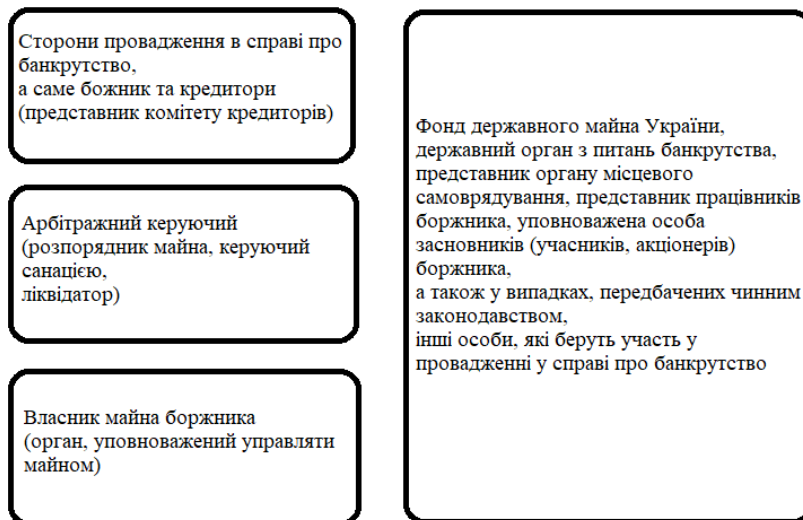 Сторони провадження в справі про
банкрутство,
а саме божник та кредитори
(представник комітету кредиторів)
Арбітражний керуючий
(розпорядник майна, керуючий
санацією,
ліквідатор)
Власник майна боржника
(орган, уповноважений управляти
майном)
Фонд державного майна України,
державний орган з питань банкрутства,
представник органу місцевого
самоврядування, представник працівників
боржника, уповноважена особа
засновників (учасників, акціонерів)
боржника,
а також у випадках, передбачених чинним
законодавством,
інші особи, які беруть участь у
провадженні у справі про банкрутство